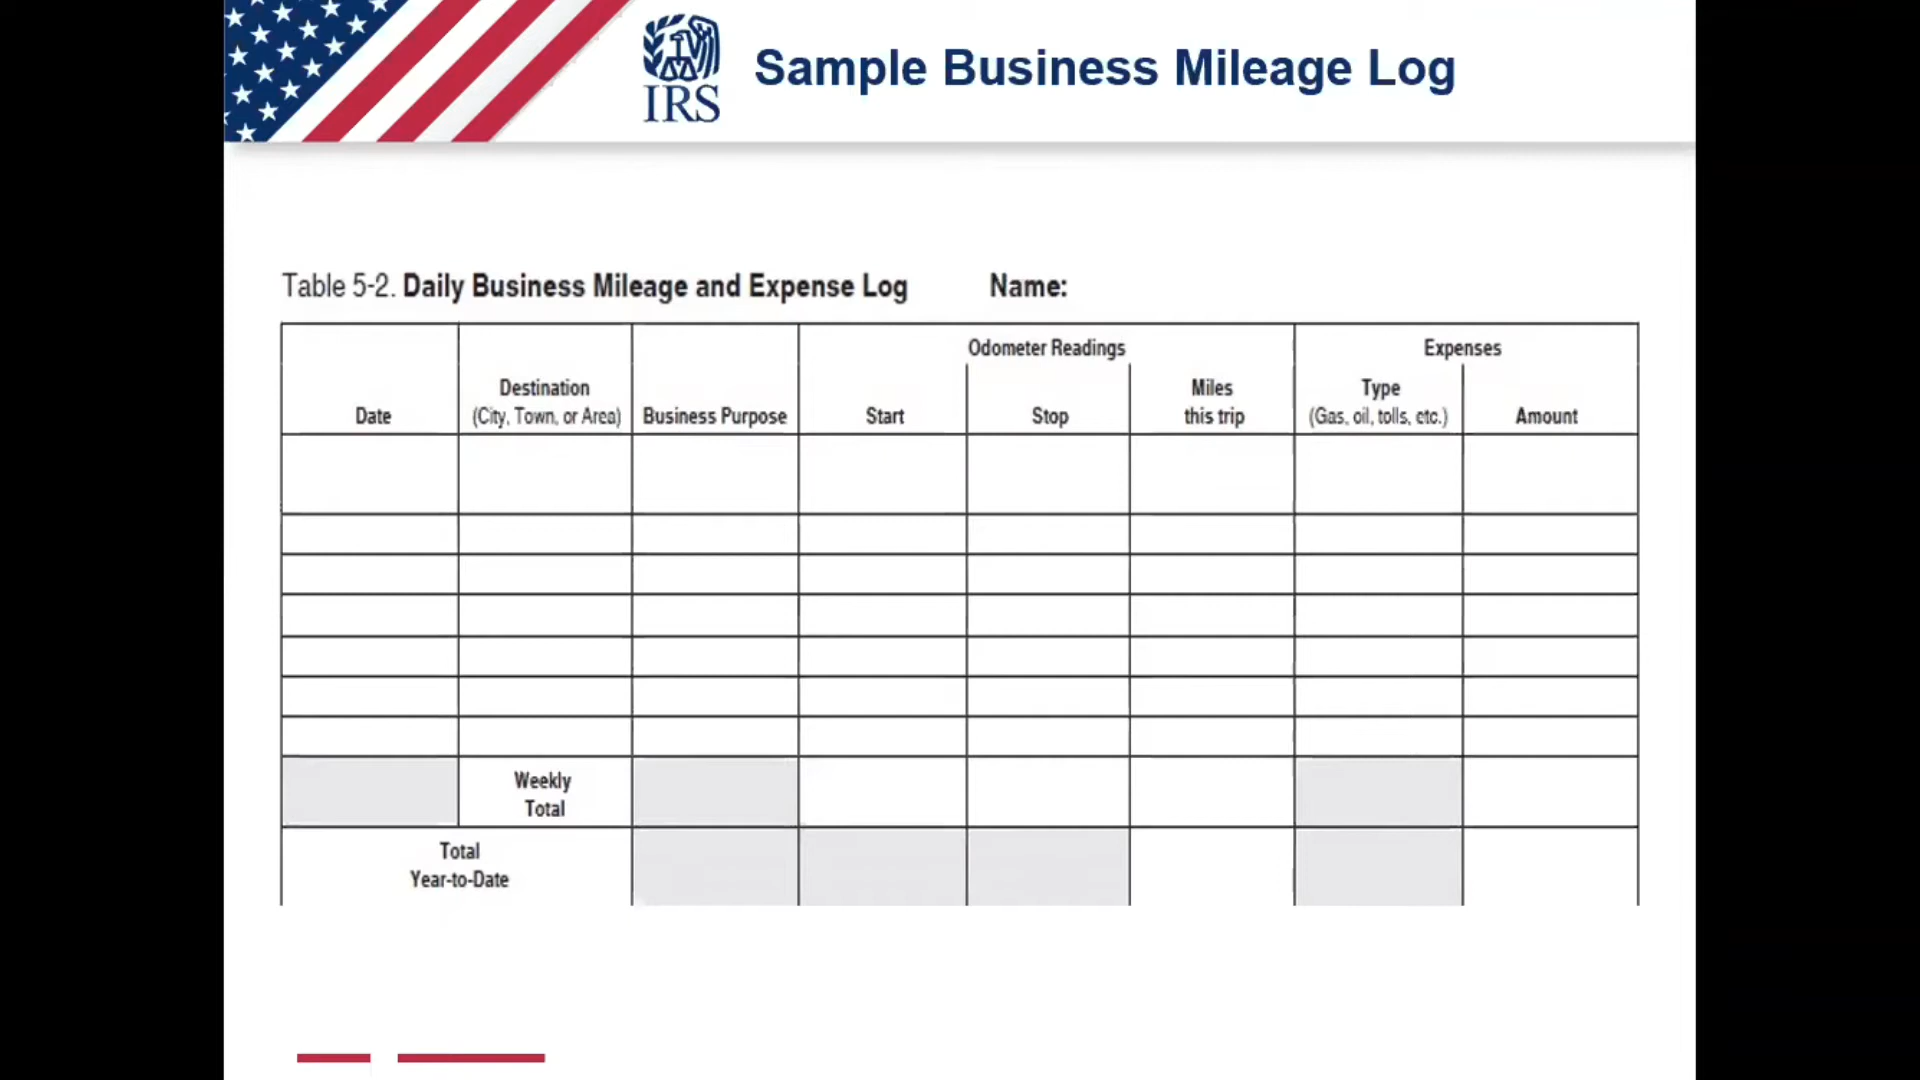 IRS
Sample Business Mileage Log
Table 5-2. Daily Business Mileage and Expense Log Name:
Odometer Readings Expenses
Date
Destination
(City, Town, or Area)
Business Purpose
Start
Stop
Miles
this trip
Type
(Gas, oil, tolls, etc.)
Amount
Weekly
Total
Total
Year-to-Date